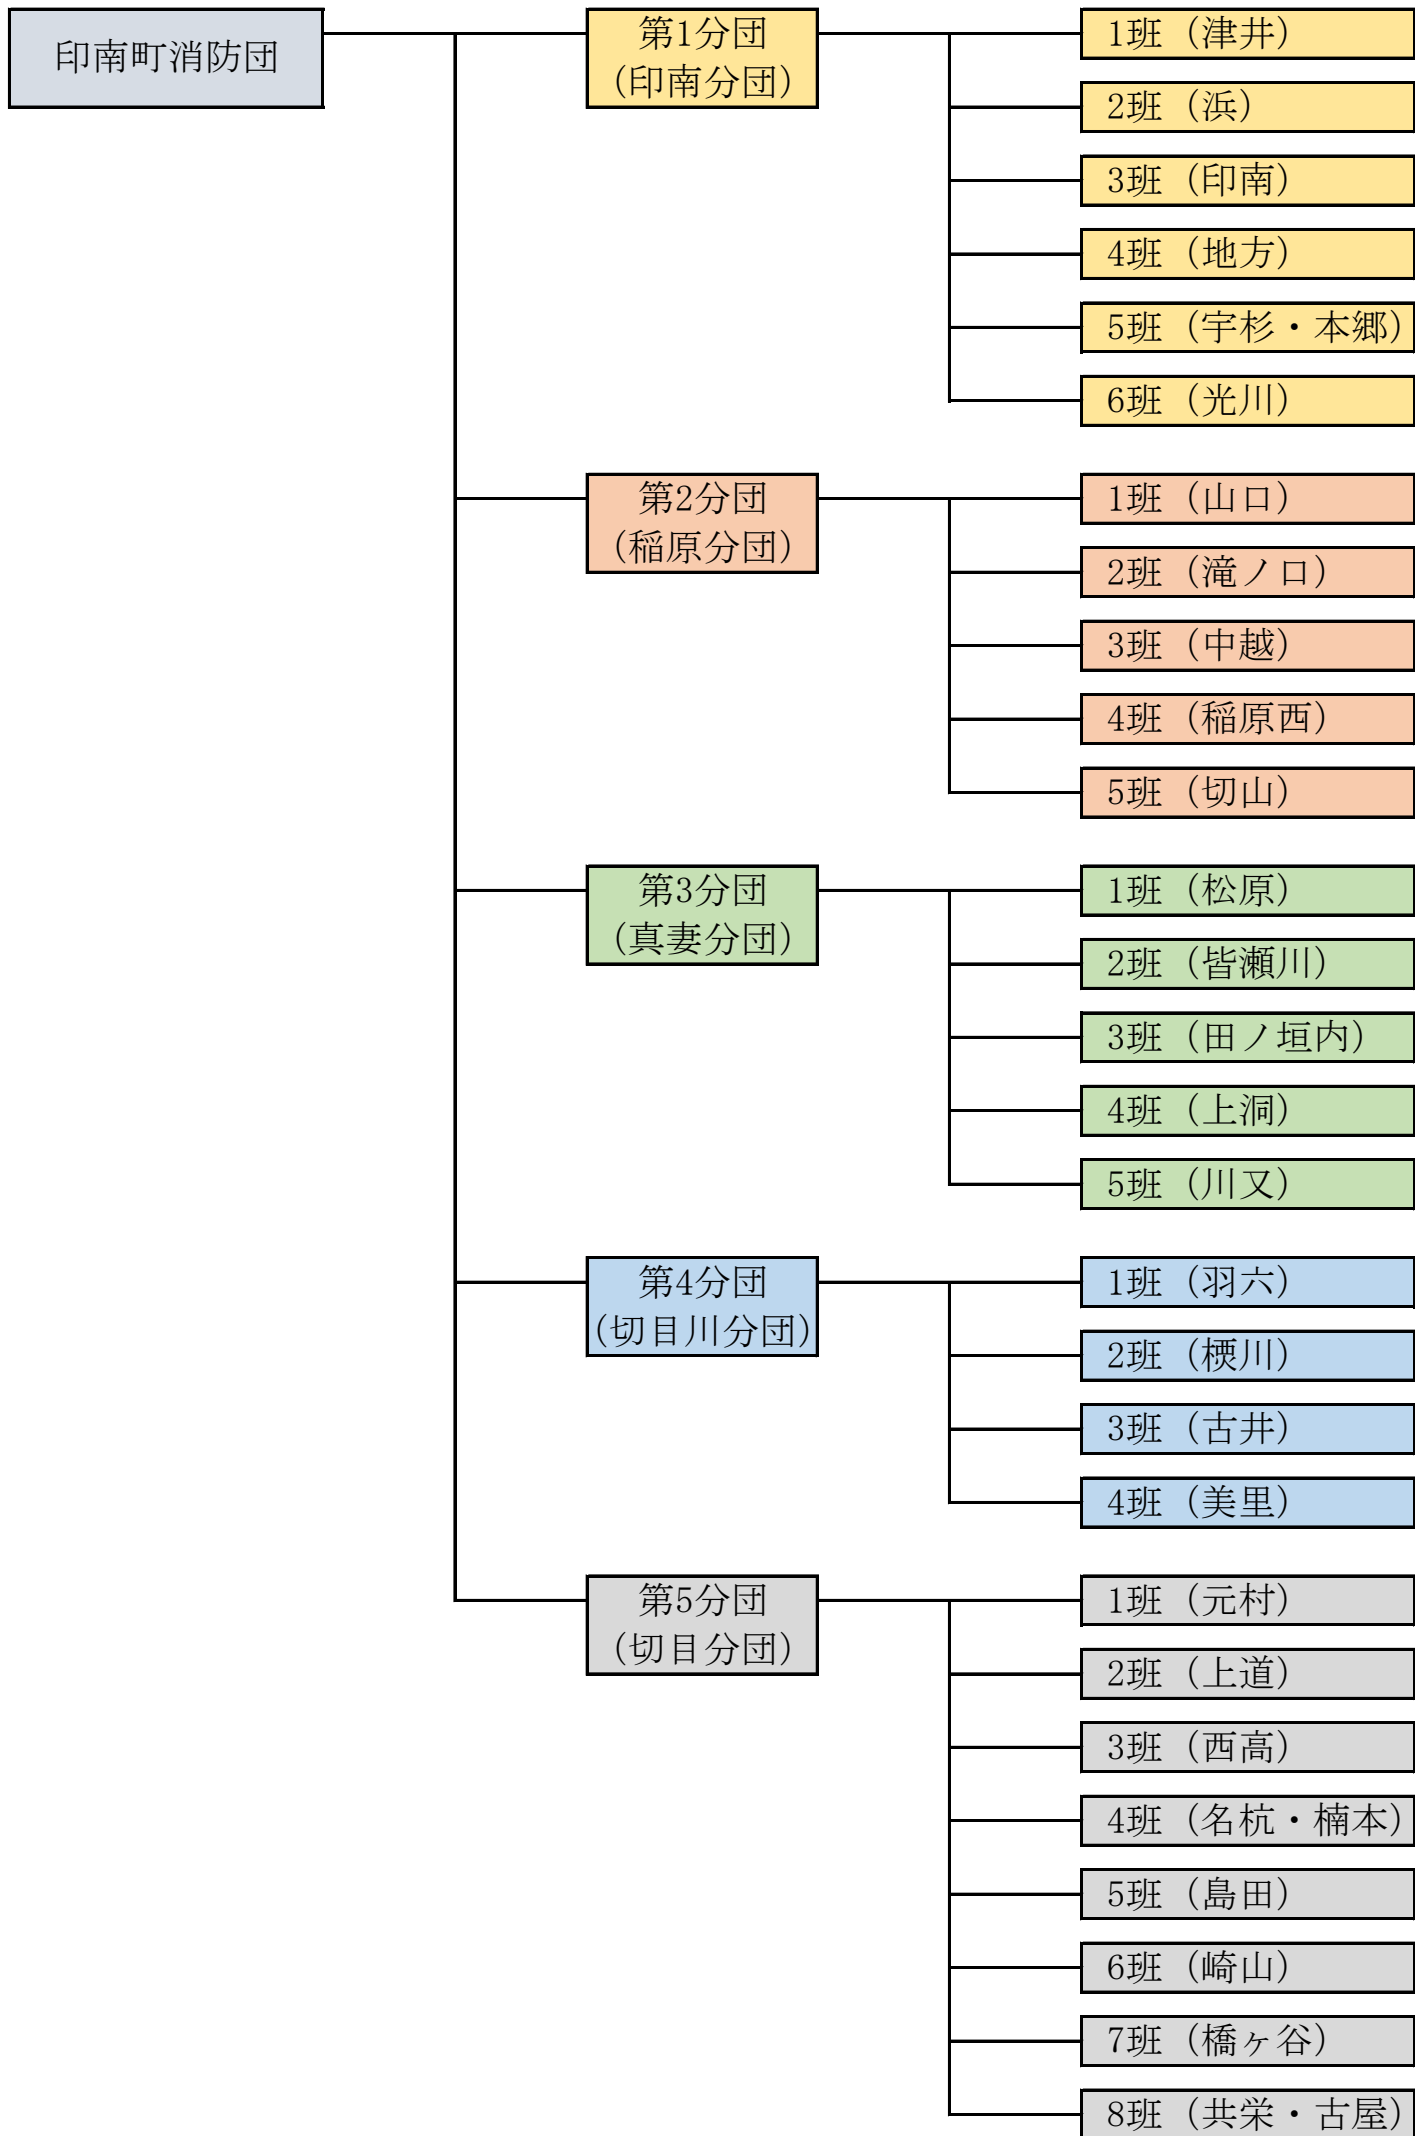 印南町消防団
第1分団
（印南分団）
1班（津井）
2班（浜）
3班（印南）
4班（地方）
5班（宇杉・本郷）
6班（光川）
第2分団
（稲原分団）
1班（山口）
2班（滝ノ口）
3班（中越）
4班（稲原西）
5班（切山）
第3分団
（真妻分団）
1班（松原）
2班（皆瀬川）
3班（田ノ垣内）
4班（上洞）
5班（川又）
第4分団
（切目川分団）
1班（羽六）
2班（樮川）
3班（古井）
4班（美里）
第5分団
（切目分団）
1班（元村）
2班（上道）
3班（西高）
4班（名杭・楠本）
5班（島田）
6班（崎山）
7班（橋ヶ谷）
8班（共栄・古屋）